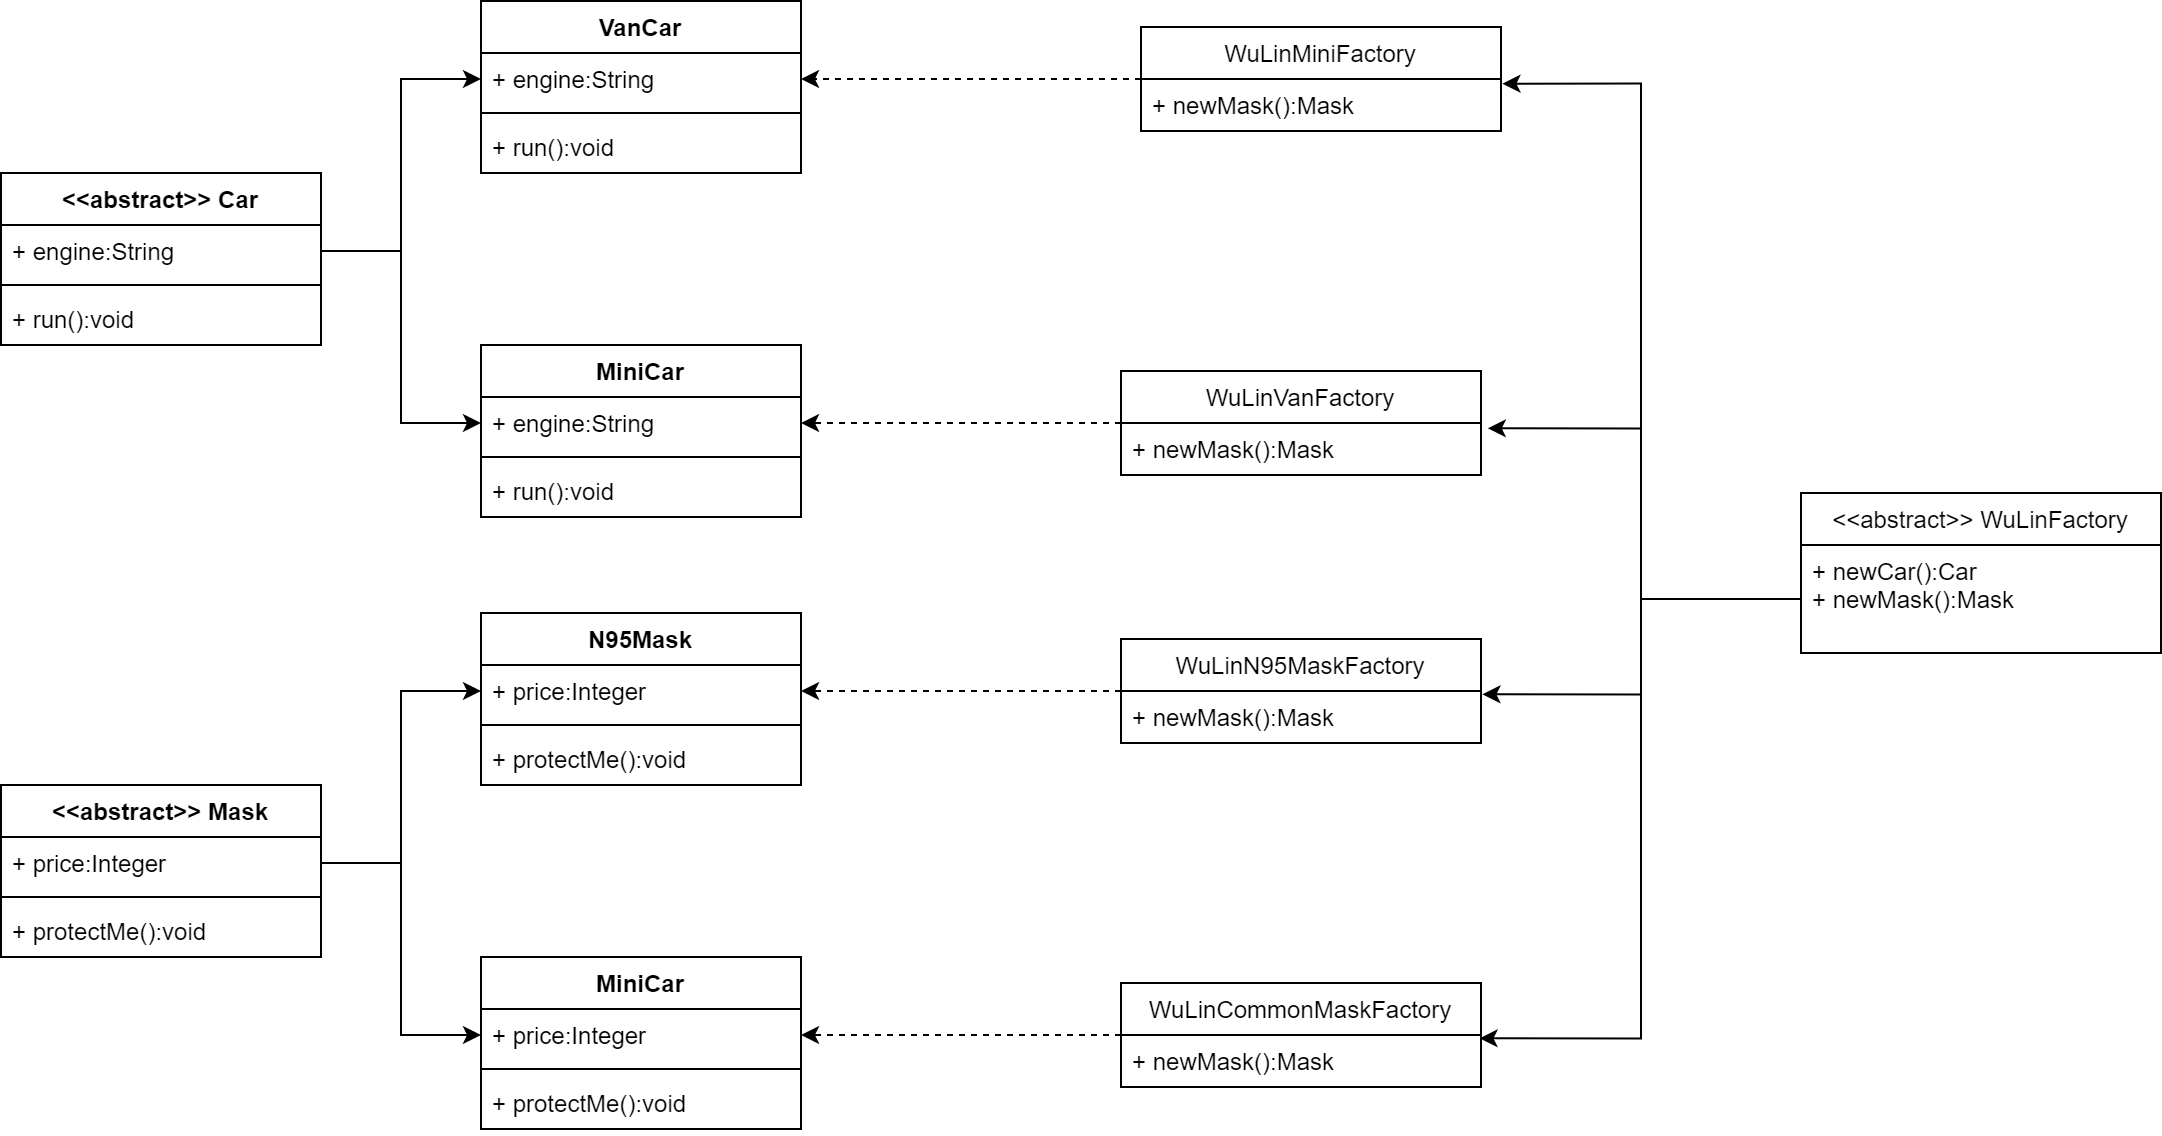 VanCar
+ engine:String
+ run():void
WuLinMiniFactory
+ newMask():Mask
<<abstract>> Car
+ engine:String
+ run():void
MiniCar
+ engine:String
+ run():void
WuLinVanFactory
+ newMask():Mask
<<abstract>> WuLinFactory
+ newCar():Car
+ newMask():Mask
N95Mask
+ price:Integer
+ protectMe():void
WuLinN95MaskFactory
+ newMask():Mask
<<abstract>> Mask
+ price:Integer
+ protectMe():void
MiniCar
+ price:Integer
+ protectMe():void
WuLinCommonMaskFactory
+ newMask():Mask